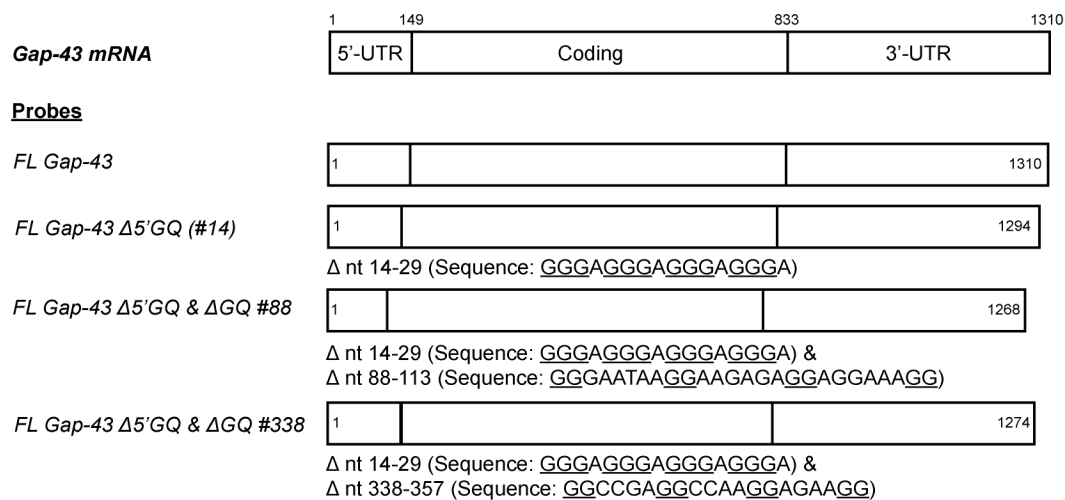 1 149 833 1310
Gap-43 mRNA 5'-UTR Coding 3'-UTR
Probes
FL Gap-43 1 1310
FL Gap-43 Δ5'GQ (#14) 1 1294
Δ nt 14-29 (Sequence: GGGAGGGAGGGAGGGA)
FL Gap-43 Δ5'GQ & ΔGQ #88 1 1268
Δ nt 14-29 (Sequence: GGGAGGGAGGGAGGGA) &
Δ nt 88-113 (Sequence: GGGAATAAGGAAGAGAGGAGGAAAGG)
FL Gap-43 Δ5'GQ & ΔGQ #338 1 1274
Δ nt 14-29 (Sequence: GGGAGGGAGGGAGGGA) &
Δ nt 338-357 (Sequence: GGCCGAGGCCAAGGAGAAGG)